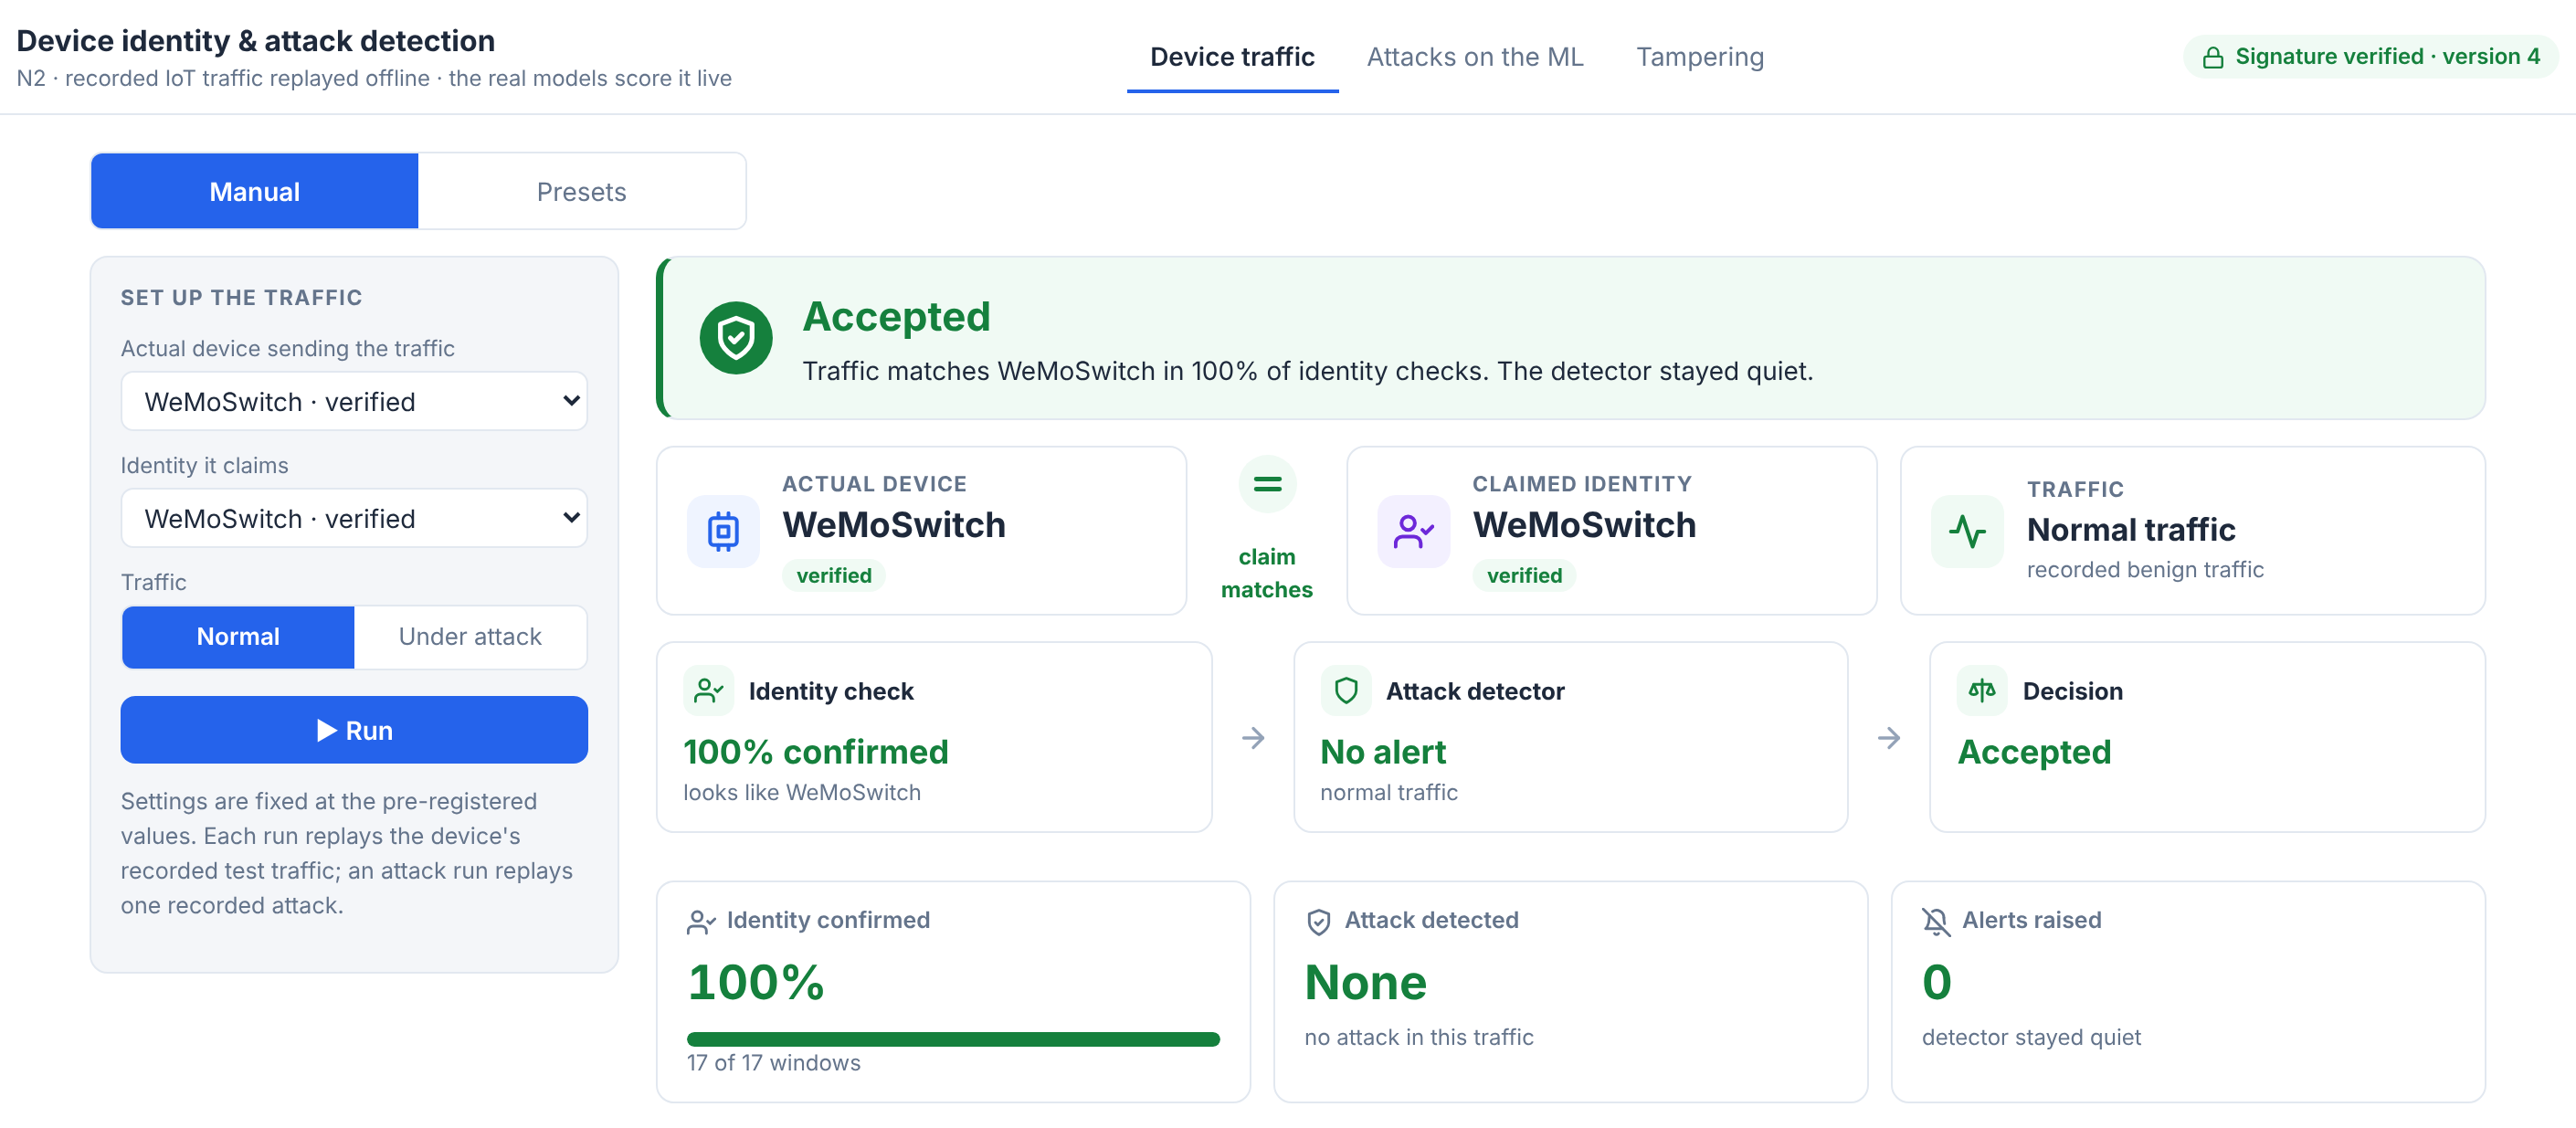 Device identity & attack detection
N2 · recorded IoT traffic replayed offline · the real models score it live
Device traffic
Attacks on the ML
Tampering
Signature verified · version 4
Manual
Presets
SET UP THE TRAFFIC
Actual device sending the traffic
WeMoSwitch · verified
Identity it claims
WeMoSwitch · verified
Traffic
Normal
Under attack
Run
Settings are fixed at the pre-registered
values. Each run replays the device's
recorded test traffic; an attack run replays
one recorded attack.
Accepted
Traffic matches WeMoSwitch in 100% of identity checks. The detector stayed quiet.
ACTUAL DEVICE
WeMoSwitch
verified
claim
matches
CLAIMED IDENTITY
WeMoSwitch
verified
TRAFFIC
Normal traffic
recorded benign traffic
Identity check
100% confirmed
looks like WeMoSwitch
Attack detector
No alert
normal traffic
Decision
Accepted
Identity confirmed
100%
17 of 17 windows
Attack detected
None
no attack in this traffic
Alerts raised
0
detector stayed quiet